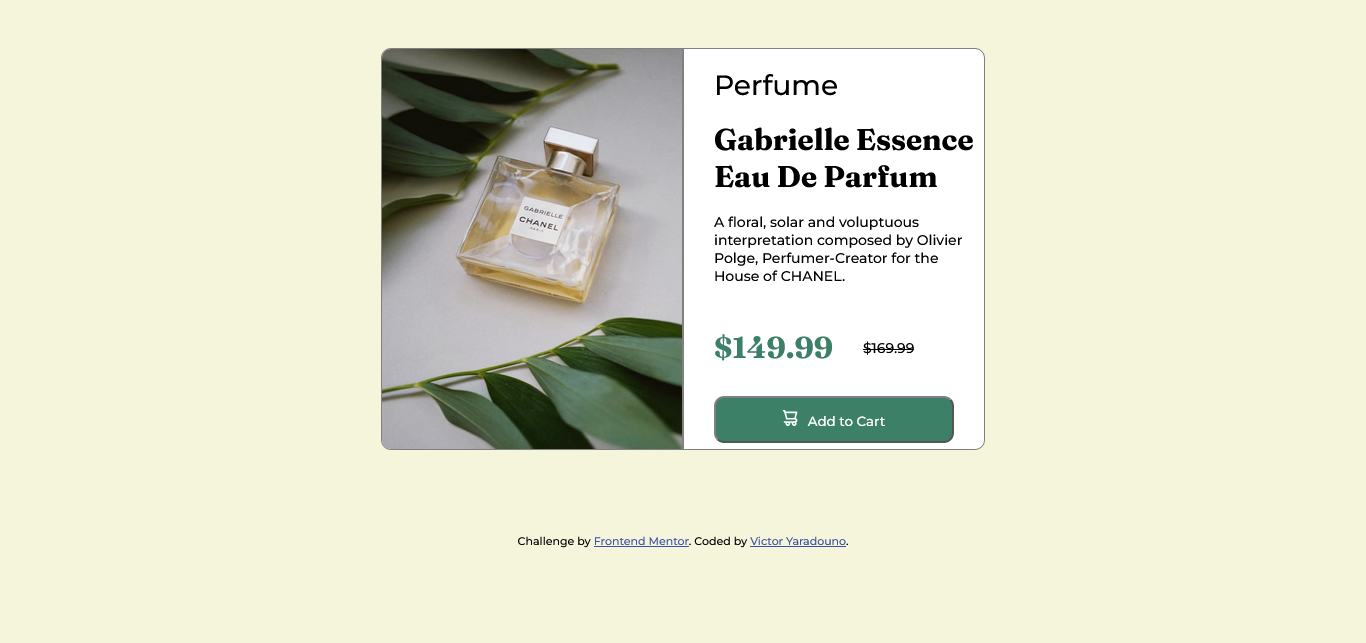 Perfume
Gabrielle Essence
Eau De Parfum
A floral, solar and voluptuous
interpretation composed by Olivier
Polge, Perfumer-Creator for the
House of CHANEL.
$149.99 $169.99
Add to Cart
GABRIELLE
CHANEL
PARIS
Challenge by Frontend Mentor. Coded by Victor Yaradouno.